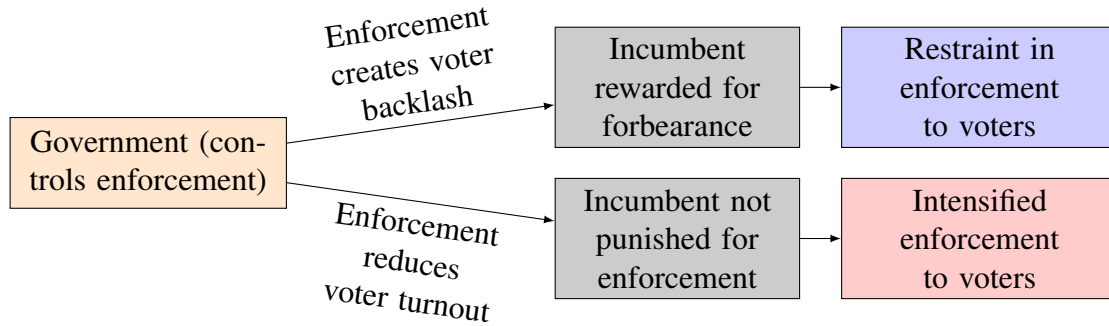 Government (con-
trols enforcement)
Enforcement
creates voter
backlash
Incumbent
rewarded for
forbearance
Restraint in
enforcement
to voters
Enforcement
reduces
voter turnout
Incumbent not
punished for
enforcement
Intensified
enforcement
to voters